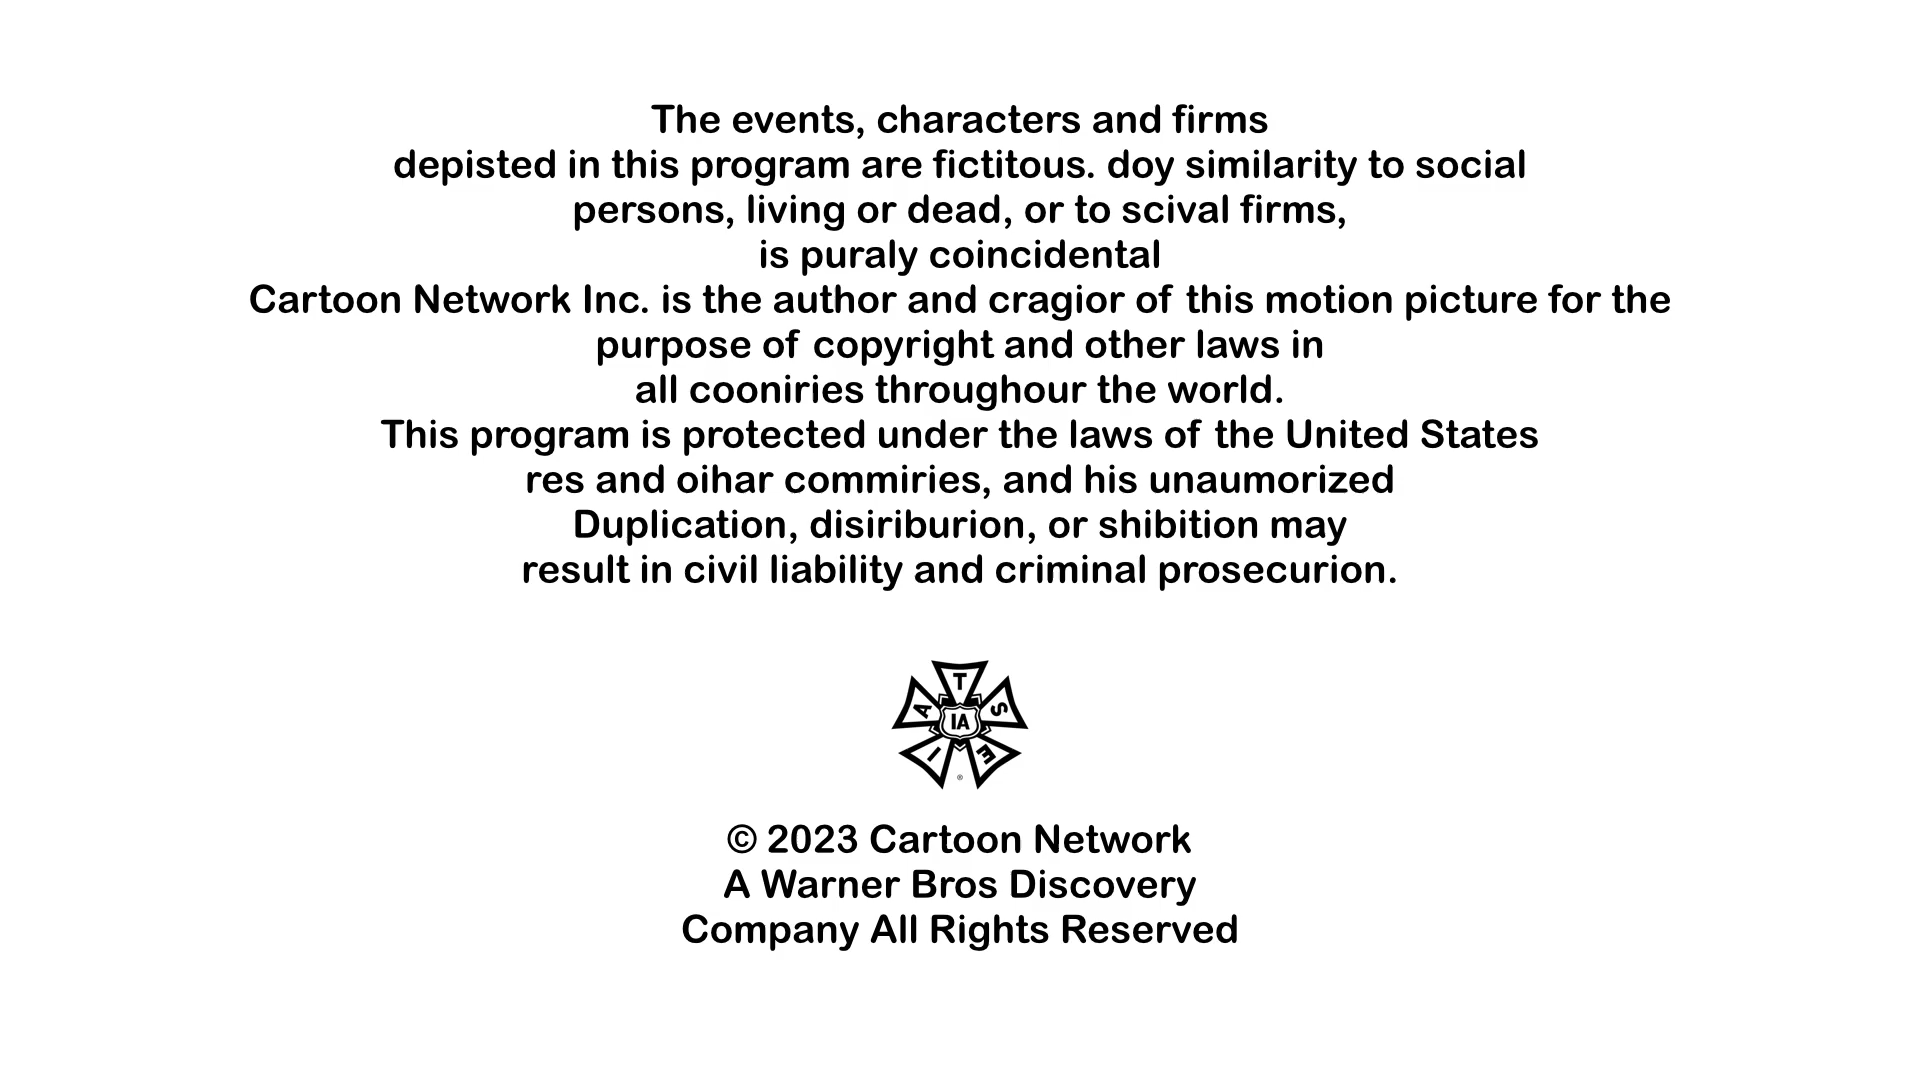 The events, characters and firms
depisted in this program are fictitous. doy similarity to social
persons, living or dead, or to scival firms,
is puraly coincidental
Cartoon Network Inc. is the author and cragior of this motion picture for the
purpose of copyright and other laws in
all cooniries throughour the world.
This program is protected under the laws of the United States
res and oihar commiries, and his unaumorized
Duplication, disiriburion, or shibition may
result in civil liability and criminal prosecurion.
I A T S E
IA
®
© 2023 Cartoon Network
A Warner Bros Discovery
Company All Rights Reserved